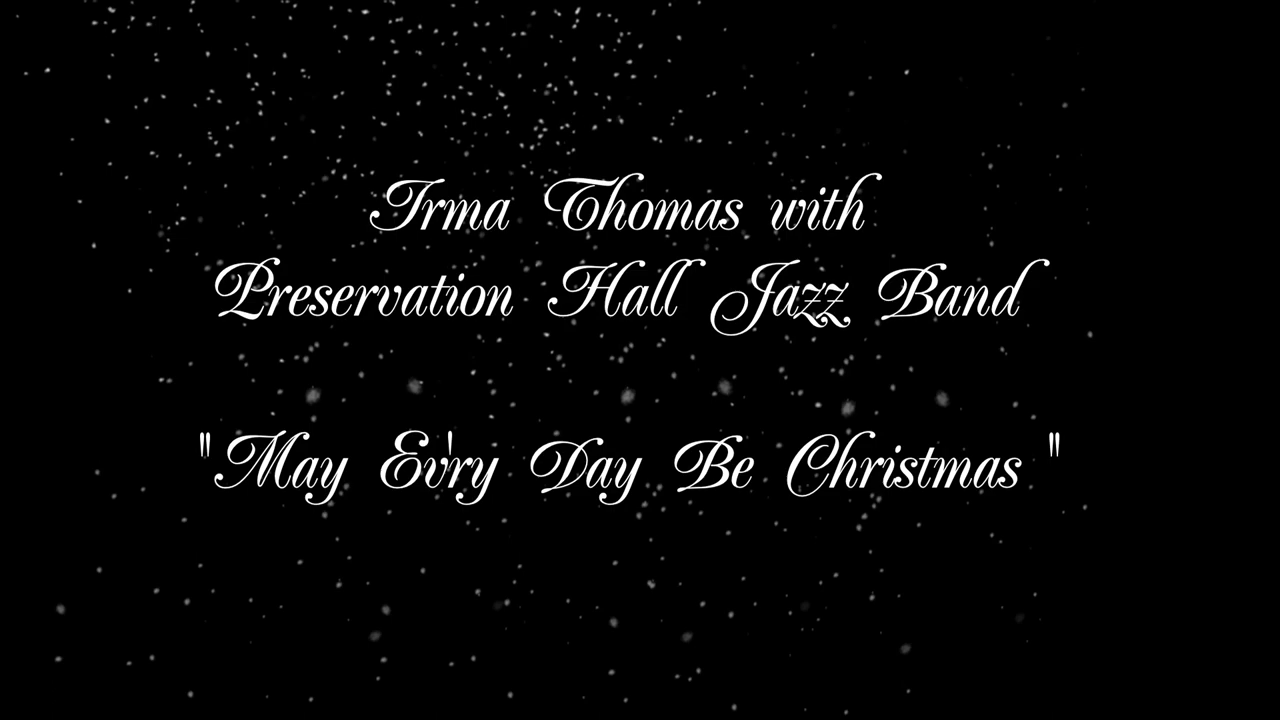 Irma Thomas with
Preservation Hall Jazz Band
"May Ev'ry Day Be Christmas "